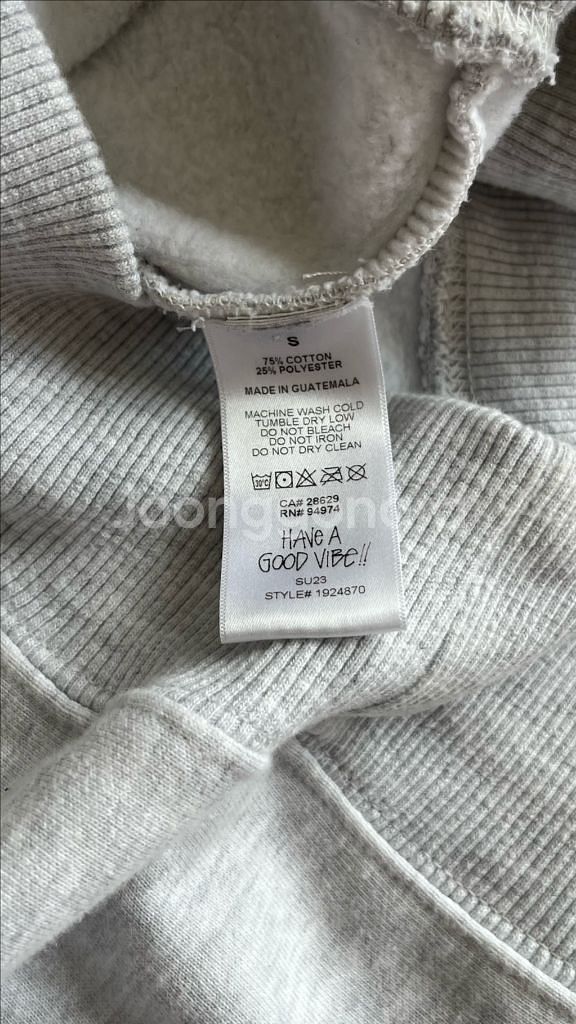 S
75% COTTON
25% POLYESTER
MADE IN GUATEMALA
MACHINE WASH COLD
TUMBLE DRY LOW
DO NOT BLEACH
DO NOT IRON
DO NOT DRY CLEAN
30°C
CA# 28629
RN# 94974
HAVE A
GOOD VIBE!!
SU23
STYLE# 1924870